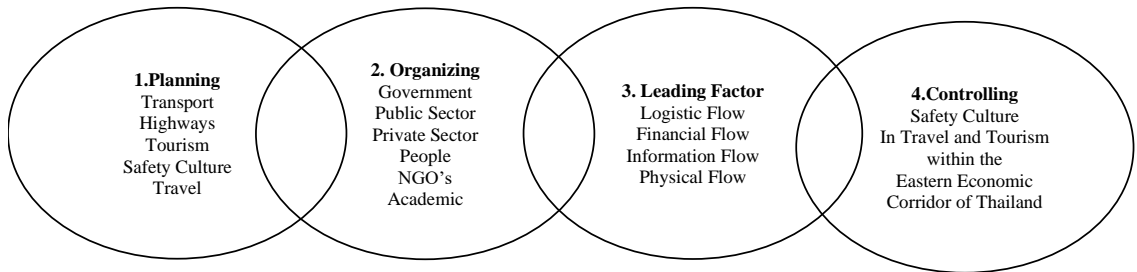 1.Planning
Transport
Highways
Tourism
Safety Culture
Travel
2. Organizing
Government
Public Sector
Private Sector
People
NGO's
Academic
3. Leading Factor
Logistic Flow
Financial Flow
Information Flow
Physical Flow
4.Controlling
Safety Culture
In Travel and Tourism
within the
Eastern Economic
Corridor of Thailand